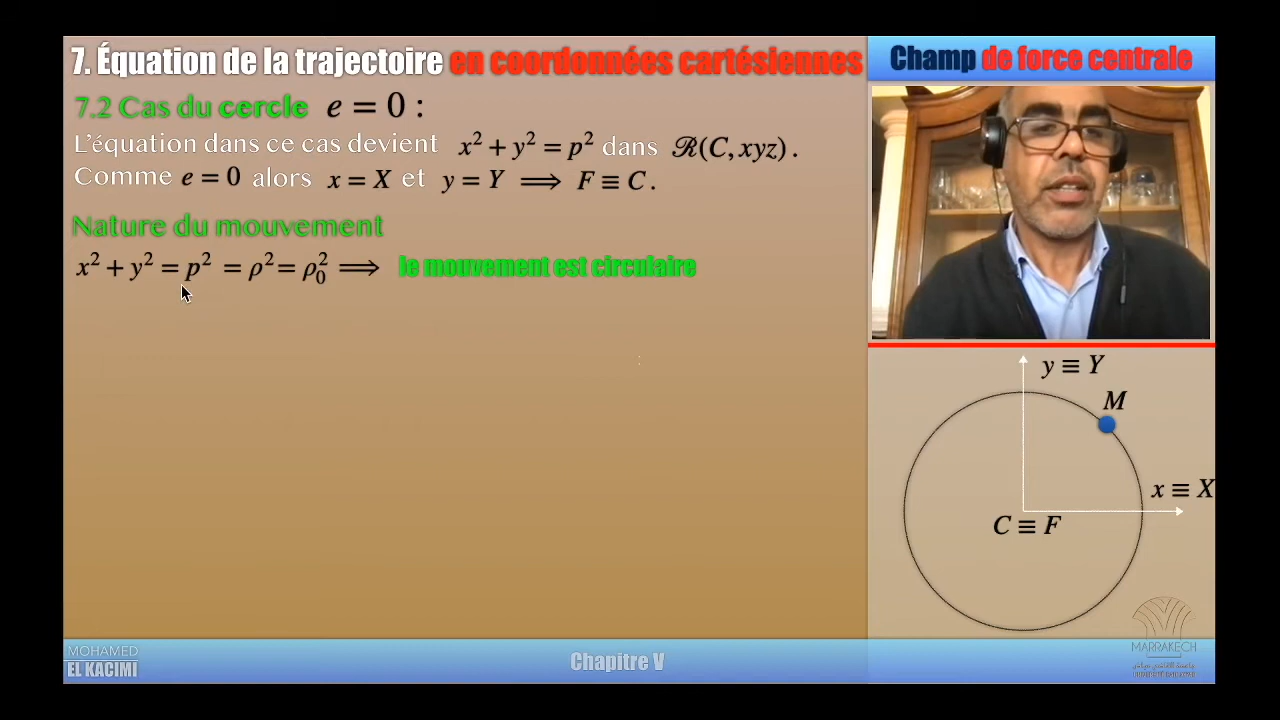 7. Équation de la trajectoire en coordonnées cartésiennes
Champ de force centrale
7.2 Cas du cercle e = 0 :
L'équation dans ce cas devient x² + y² = p² dans ℛ(C, xyz) .
Comme e = 0 alors x = X et y = Y ⟹ F ≡ C .
Nature du mouvement
x² + y² = p² = ρ² = ρ₀² ⟹ le mouvement est circulaire
y ≡ Y
M
x ≡ X
C ≡ F
MARRAKECH
MOHAMED
EL KACIMI
Chapitre V